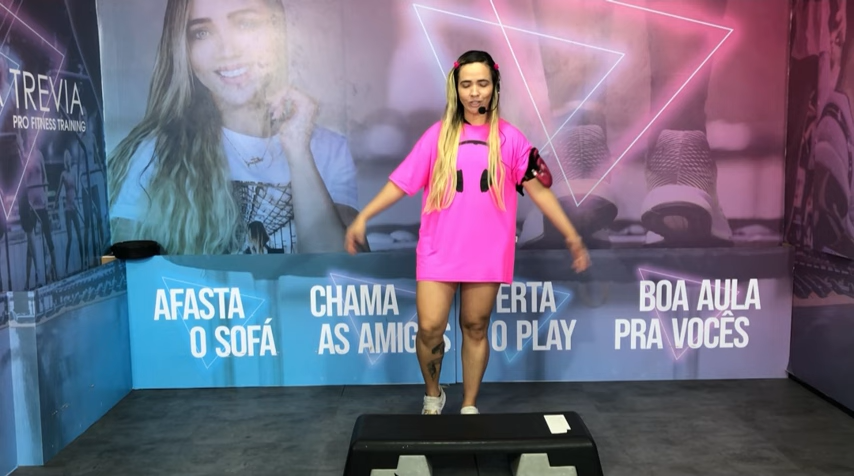 TREVIA
PRO FITNESS TRAINING
AFASTA
O SOFÁ
CHAMA
AS AMIG S
ERTA
O PLAY
BOA AULA
PRA VOCÊS